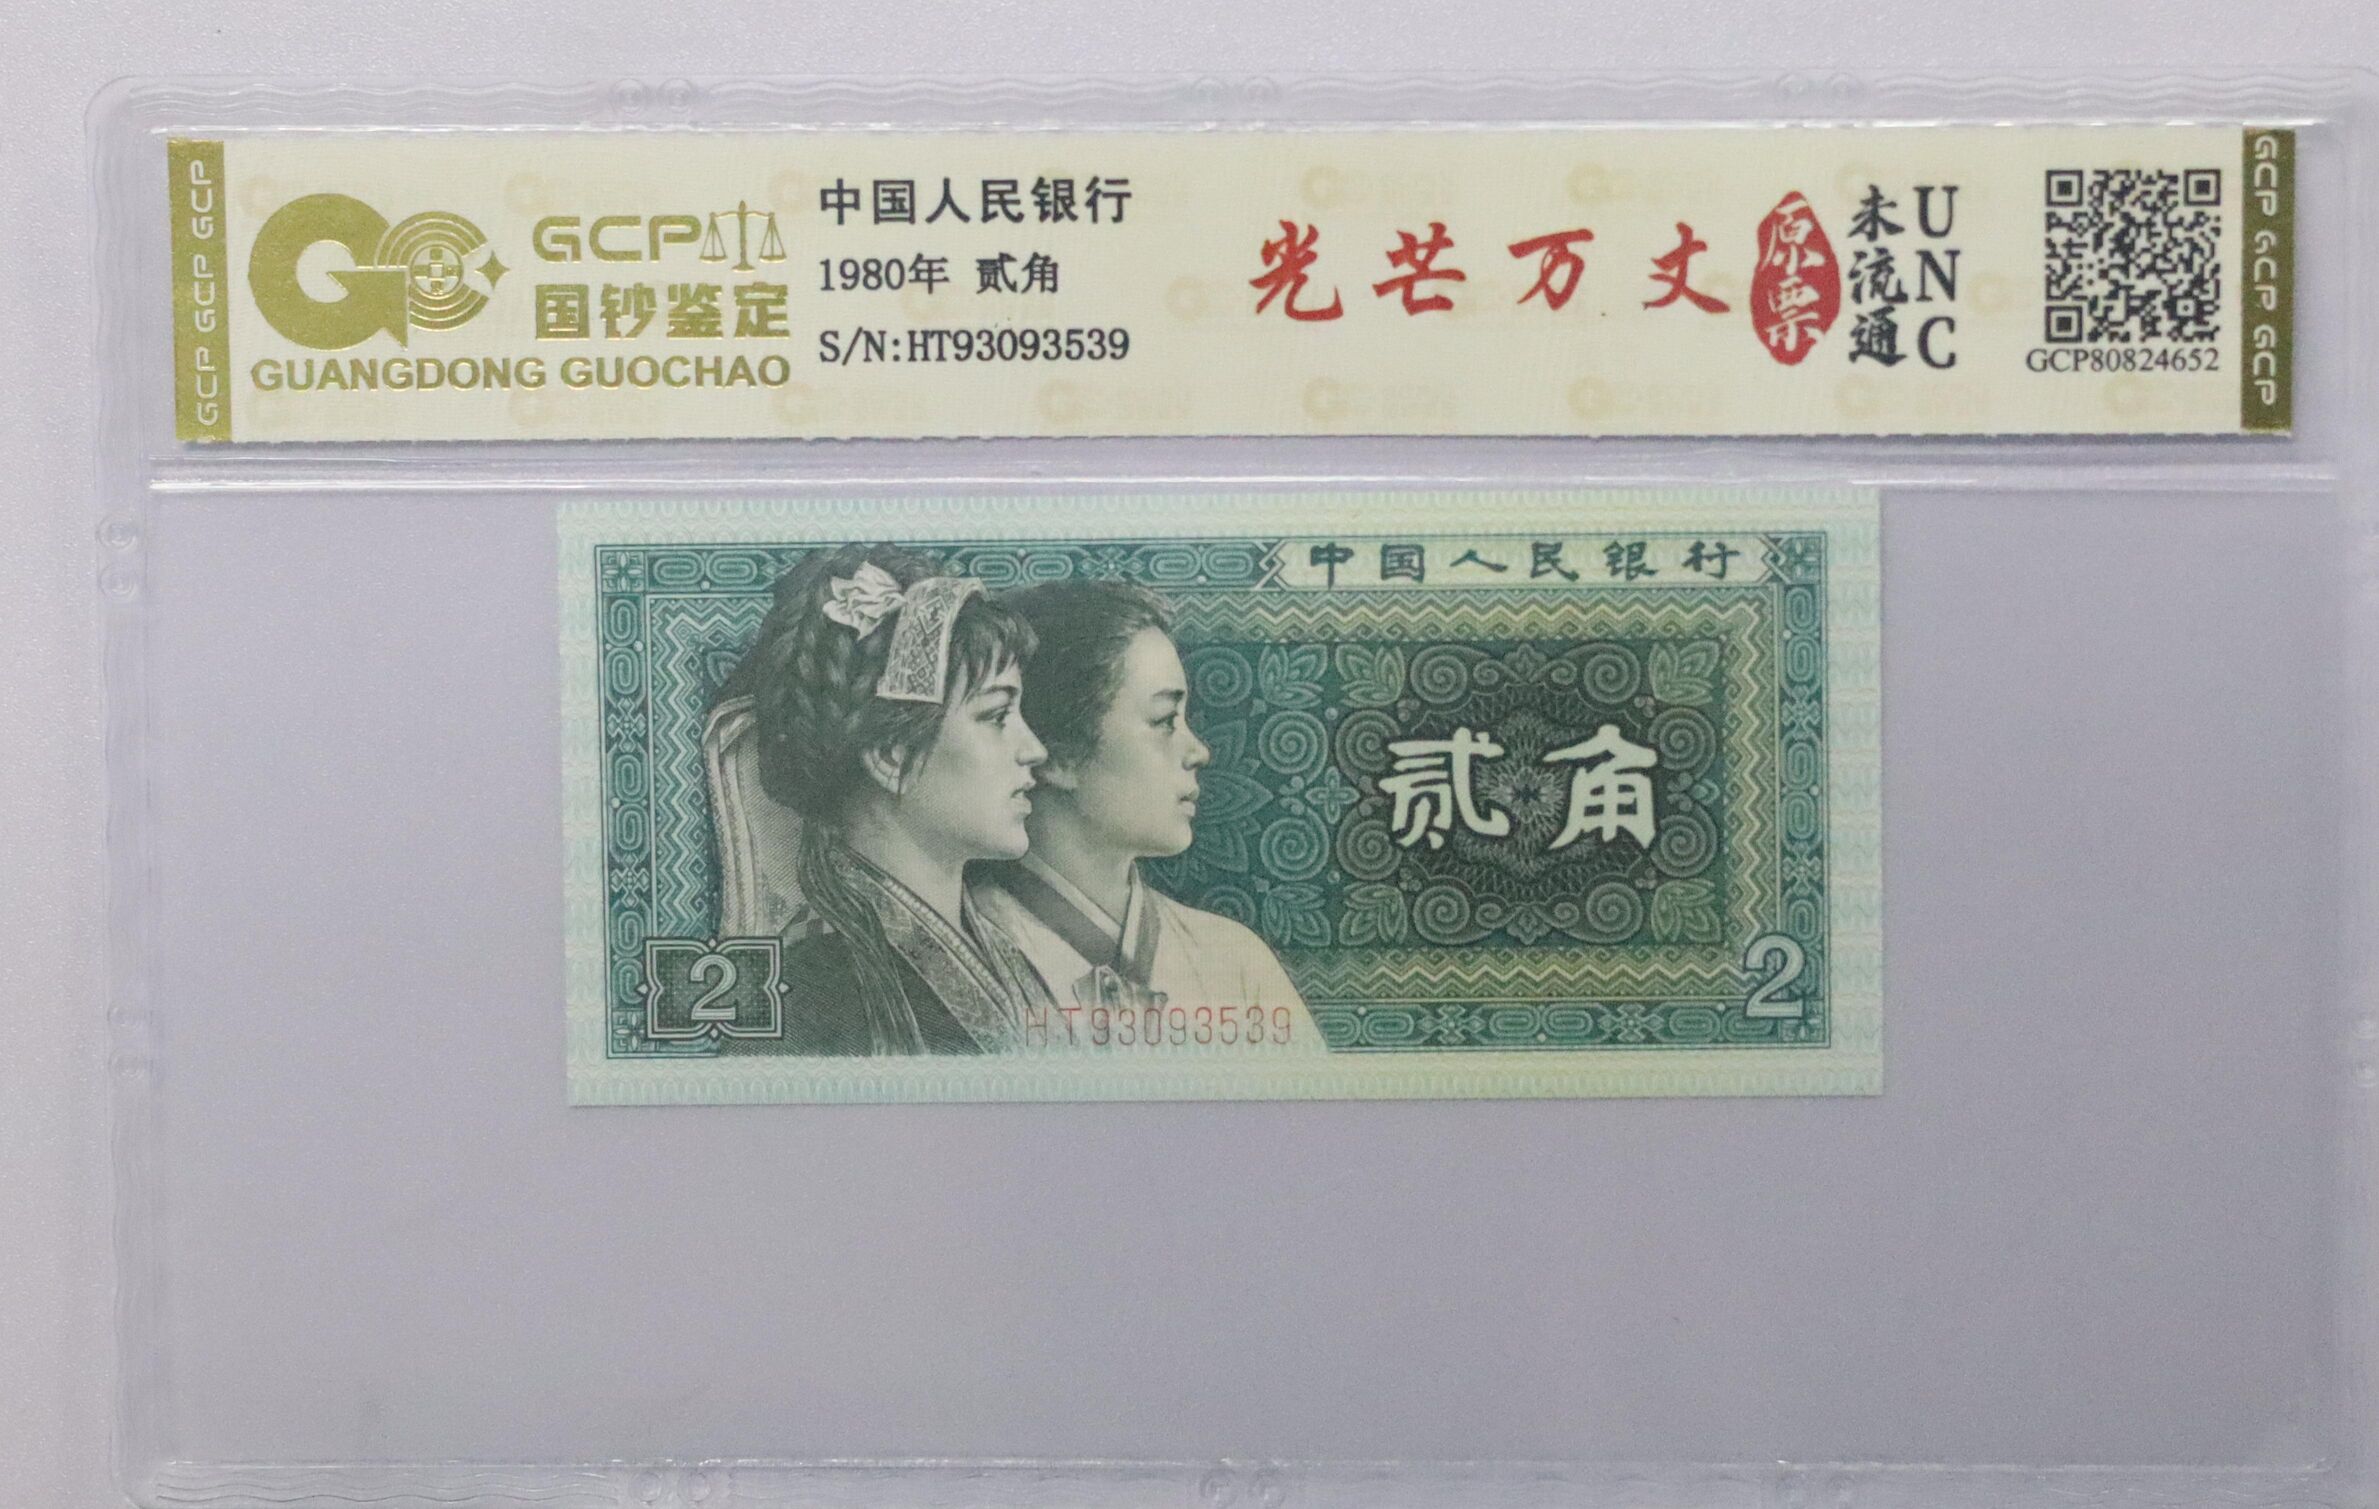 GCP GCP GCP
GCP
国钞鉴定
GUANGDONG GUOCHAO
中国人民银行
1980年 贰角
S/N:HT93093539
光芒万丈
原票
未流通
UNC
GCP80824652
GCP GCP GCP
中国人民银行
贰角
2
2
HT93093539